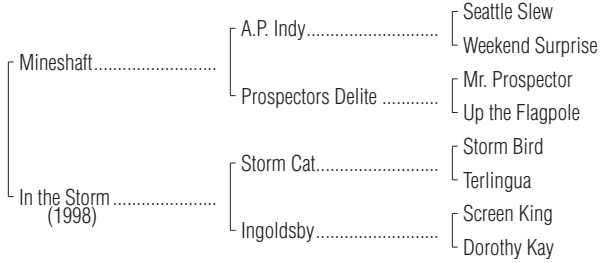 Seattle Slew
A.P. Indy..............................
Weekend Surprise
Mineshaft............................
Mr. Prospector
Prospectors Delite .............
Up the Flagpole
Storm Bird
Storm Cat............................
Terlingua
In the Storm ........................
(1998)
Screen King
Ingoldsby............................
Dorothy Kay